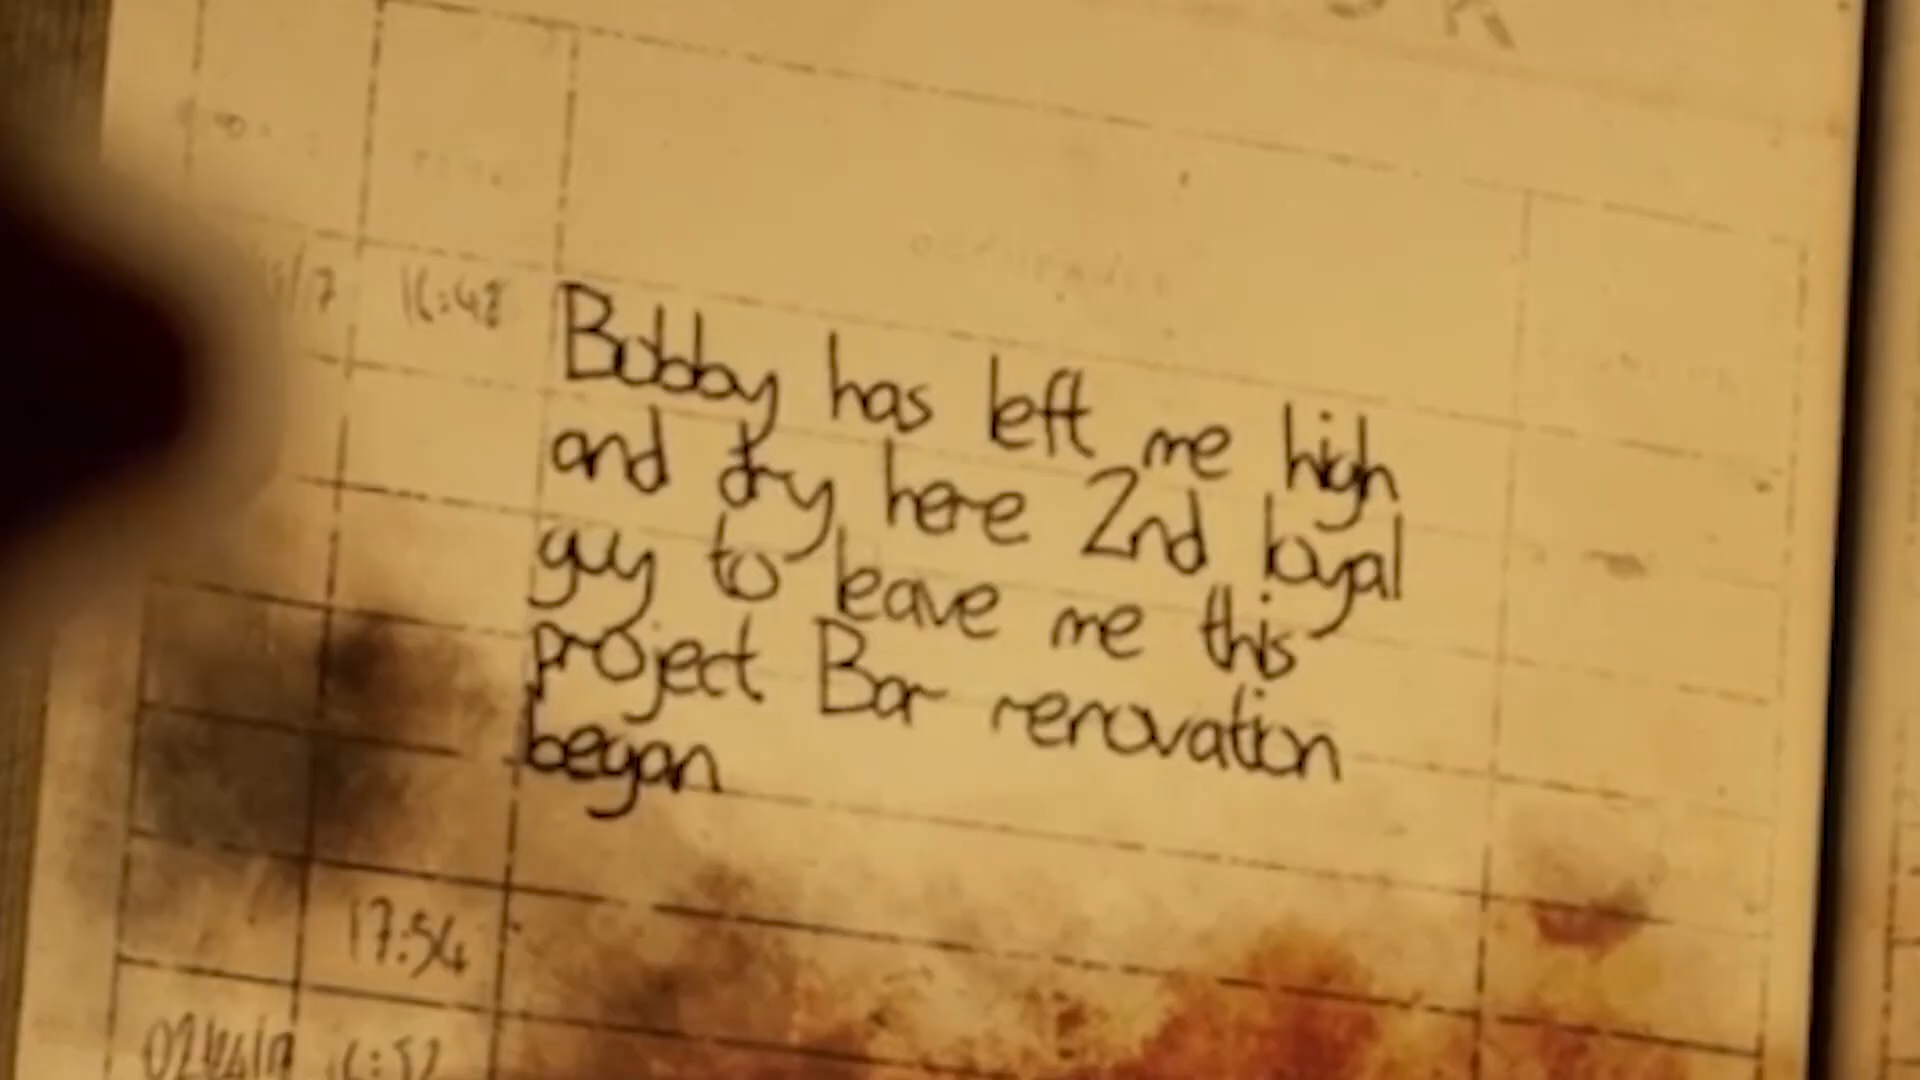 16:48
Bobby has left me high
and dry here 2nd loyal
guy to leave me this
project Bar renovation
began
17:54